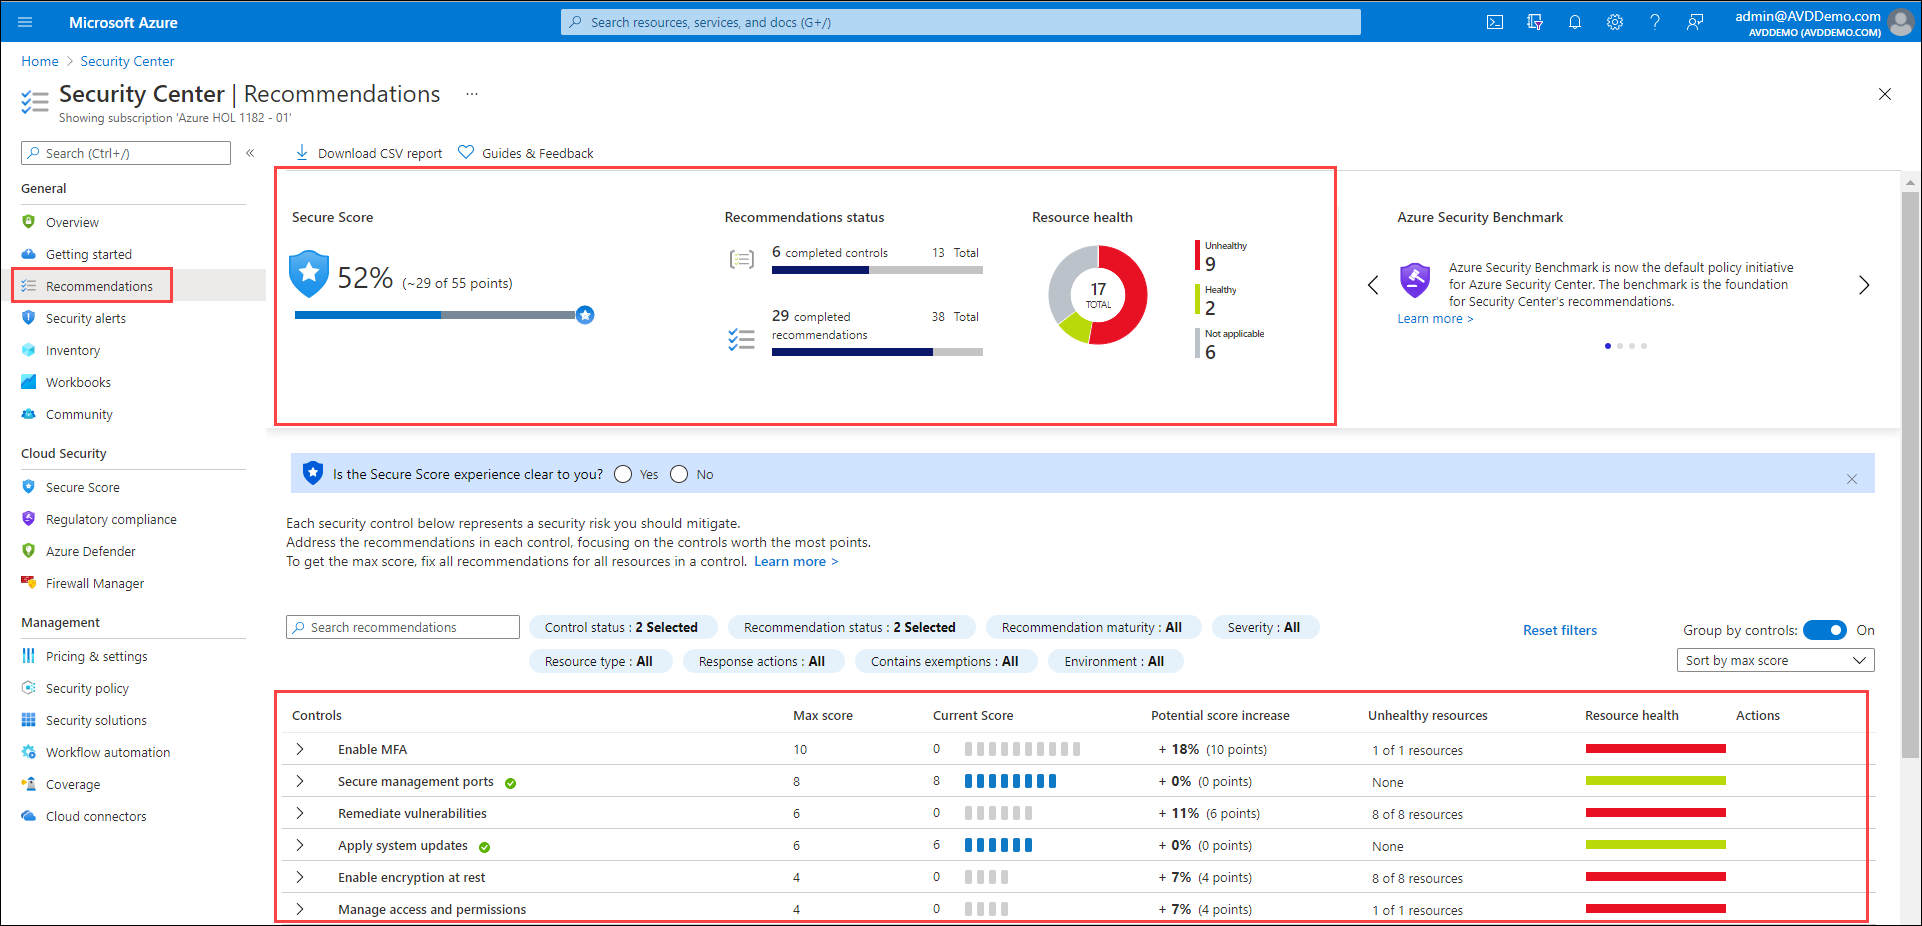 Microsoft Azure
Search resources, services, and docs (G+/)
admin@AVDDemo.com
AVDDEMO (AVDDEMO.COM)
Home > Security Center
Security Center | Recommendations ...
Showing subscription 'Azure HOL 1182 - 01'
Search (Ctrl+/) «
General
Overview
Getting started
Recommendations
Security alerts
Inventory
Workbooks
Community
Cloud Security
Secure Score
Regulatory compliance
Azure Defender
Firewall Manager
Management
Pricing & settings
Security policy
Security solutions
Workflow automation
Coverage
Cloud connectors
Download CSV report Guides & Feedback
Secure Score
52% (~29 of 55 points)
Recommendations status
6 completed controls 13 Total
29 completed 38 Total
recommendations
Resource health
17
TOTAL
Unhealthy
9
Healthy
2
Not applicable
6
Azure Security Benchmark
Azure Security Benchmark is now the default policy initiative
for Azure Security Center. The benchmark is the foundation
for Security Center's recommendations.
Learn more >
Is the Secure Score experience clear to you? Yes No
Each security control below represents a security risk you should mitigate.
Address the recommendations in each control, focusing on the controls worth the most points.
To get the max score, fix all recommendations for all resources in a control. Learn more >
Search recommendations Control status : 2 Selected Recommendation status : 2 Selected Recommendation maturity : All Severity : All
Resource type : All Response actions : All Contains exemptions : All Environment : All
Reset filters Group by controls: On
Sort by max score
Controls Max score Current Score Potential score increase Unhealthy resources Resource health Actions
Enable MFA 10 0 + 18% (10 points) 1 of 1 resources
Secure management ports 8 8 + 0% (0 points) None
Remediate vulnerabilities 6 0 + 11% (6 points) 8 of 8 resources
Apply system updates 6 6 + 0% (0 points) None
Enable encryption at rest 4 0 + 7% (4 points) 8 of 8 resources
Manage access and permissions 4 0 + 7% (4 points) 1 of 1 resources